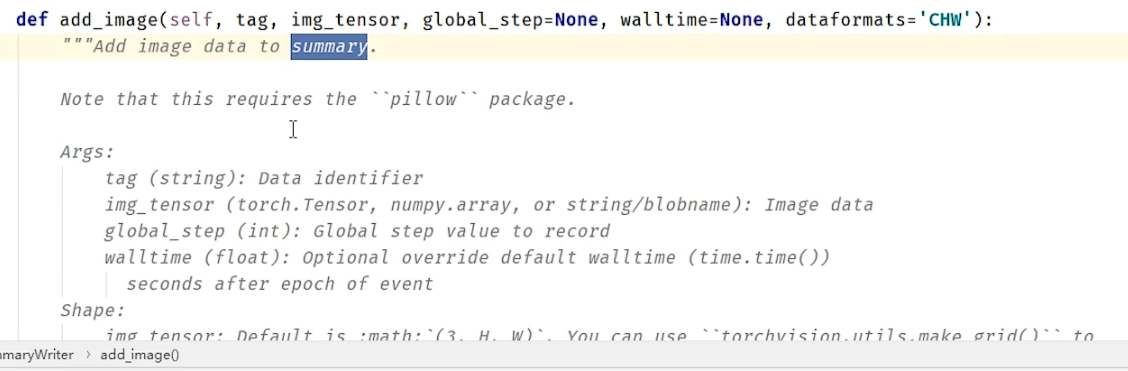 def add_image(self, tag, img_tensor, global_step=None, walltime=None, dataformats='CHW'):
"""Add image data to summary.
Note that this requires the ``pillow`` package.
Args:
tag (string): Data identifier
img_tensor (torch.Tensor, numpy.array, or string/blobname): Image data
global_step (int): Global step value to record
walltime (float): Optional override default walltime (time.time())
seconds after epoch of event
Shape:
img_tensor: Default is :math:`(3, H, W)`. You can use ``torchvision.utils.make_grid()`` to
maryWriter › add_image()